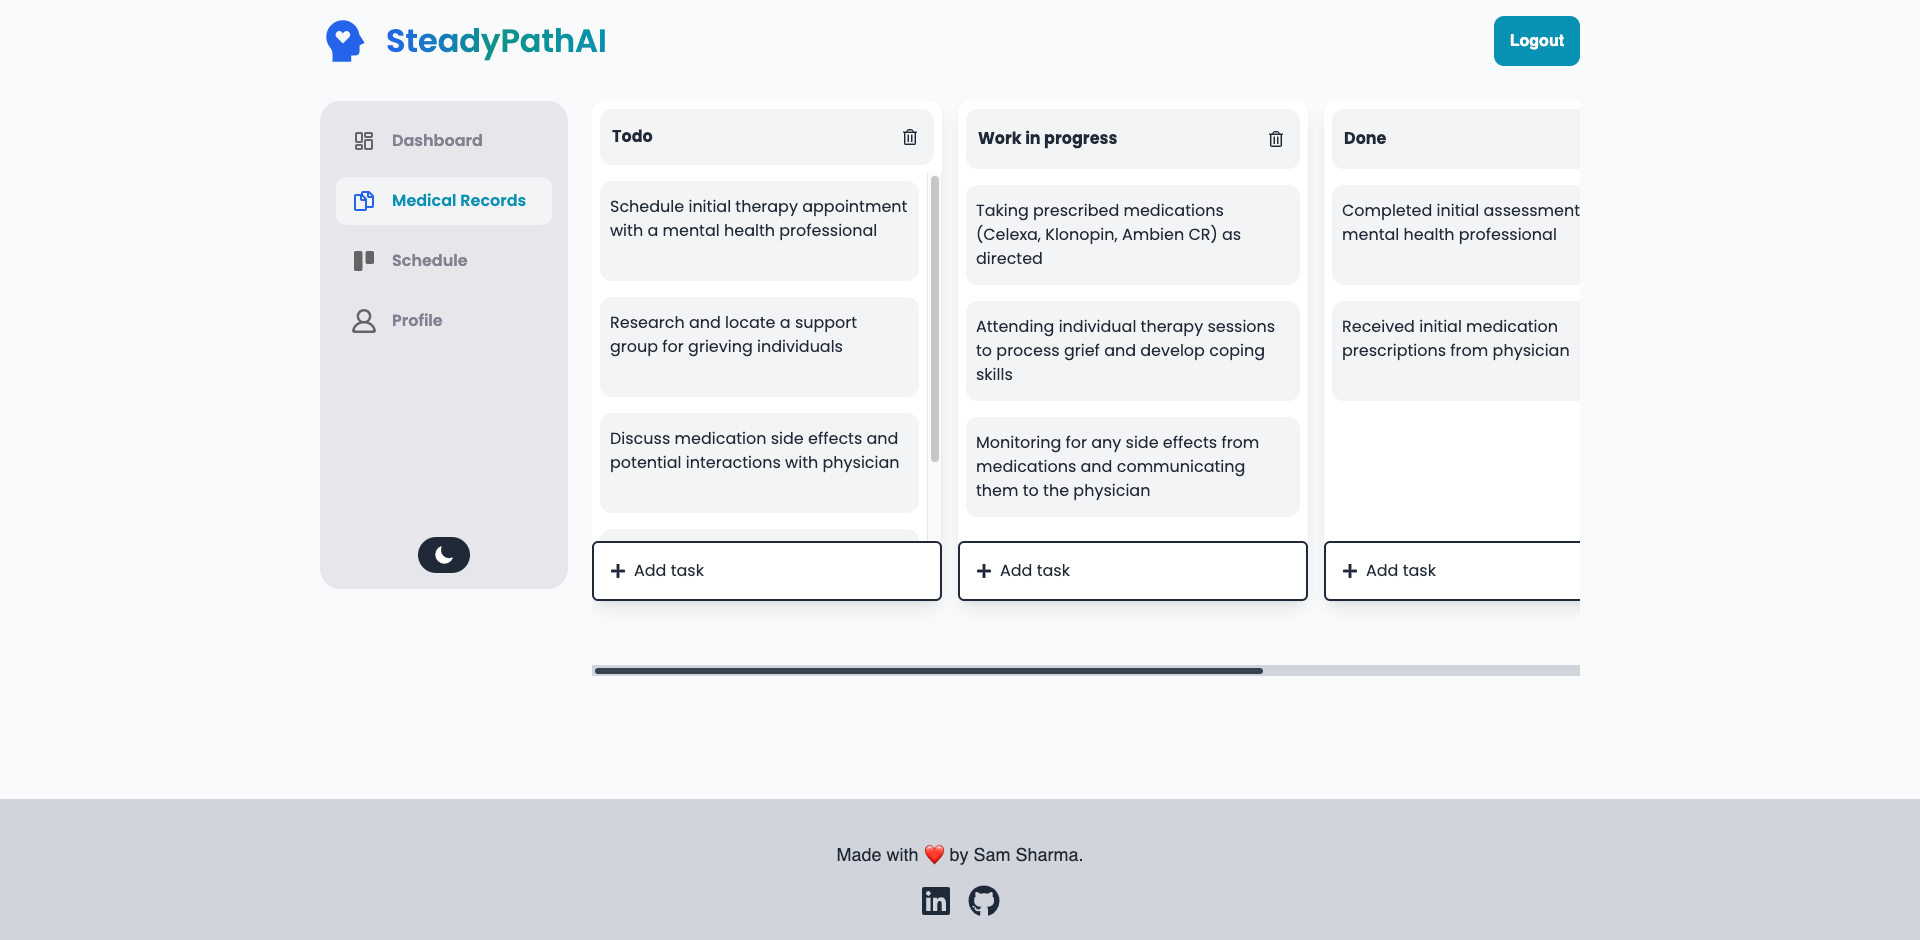 SteadyPathAI
Logout
Dashboard
Medical Records
Schedule
Profile
Todo
Schedule initial therapy appointment
with a mental health professional
Research and locate a support
group for grieving individuals
Discuss medication side effects and
potential interactions with physician
Add task
Work in progress
Taking prescribed medications
(Celexa, Klonopin, Ambien CR) as
directed
Attending individual therapy sessions
to process grief and develop coping
skills
Monitoring for any side effects from
medications and communicating
them to the physician
Add task
Done
Completed initial assessment
mental health professional
Received initial medication
prescriptions from physician
Add task
Made with ❤️ by Sam Sharma.